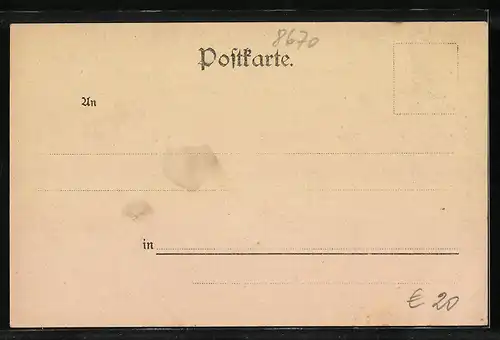 8670
Postkarte.
An
in
€ 20